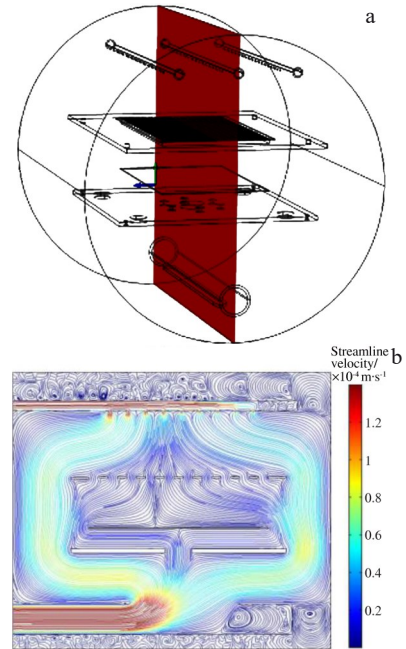 a
b
Streamline
velocity/
×10⁻⁴ m·s⁻¹
1.2
1
0.8
0.6
0.4
0.2